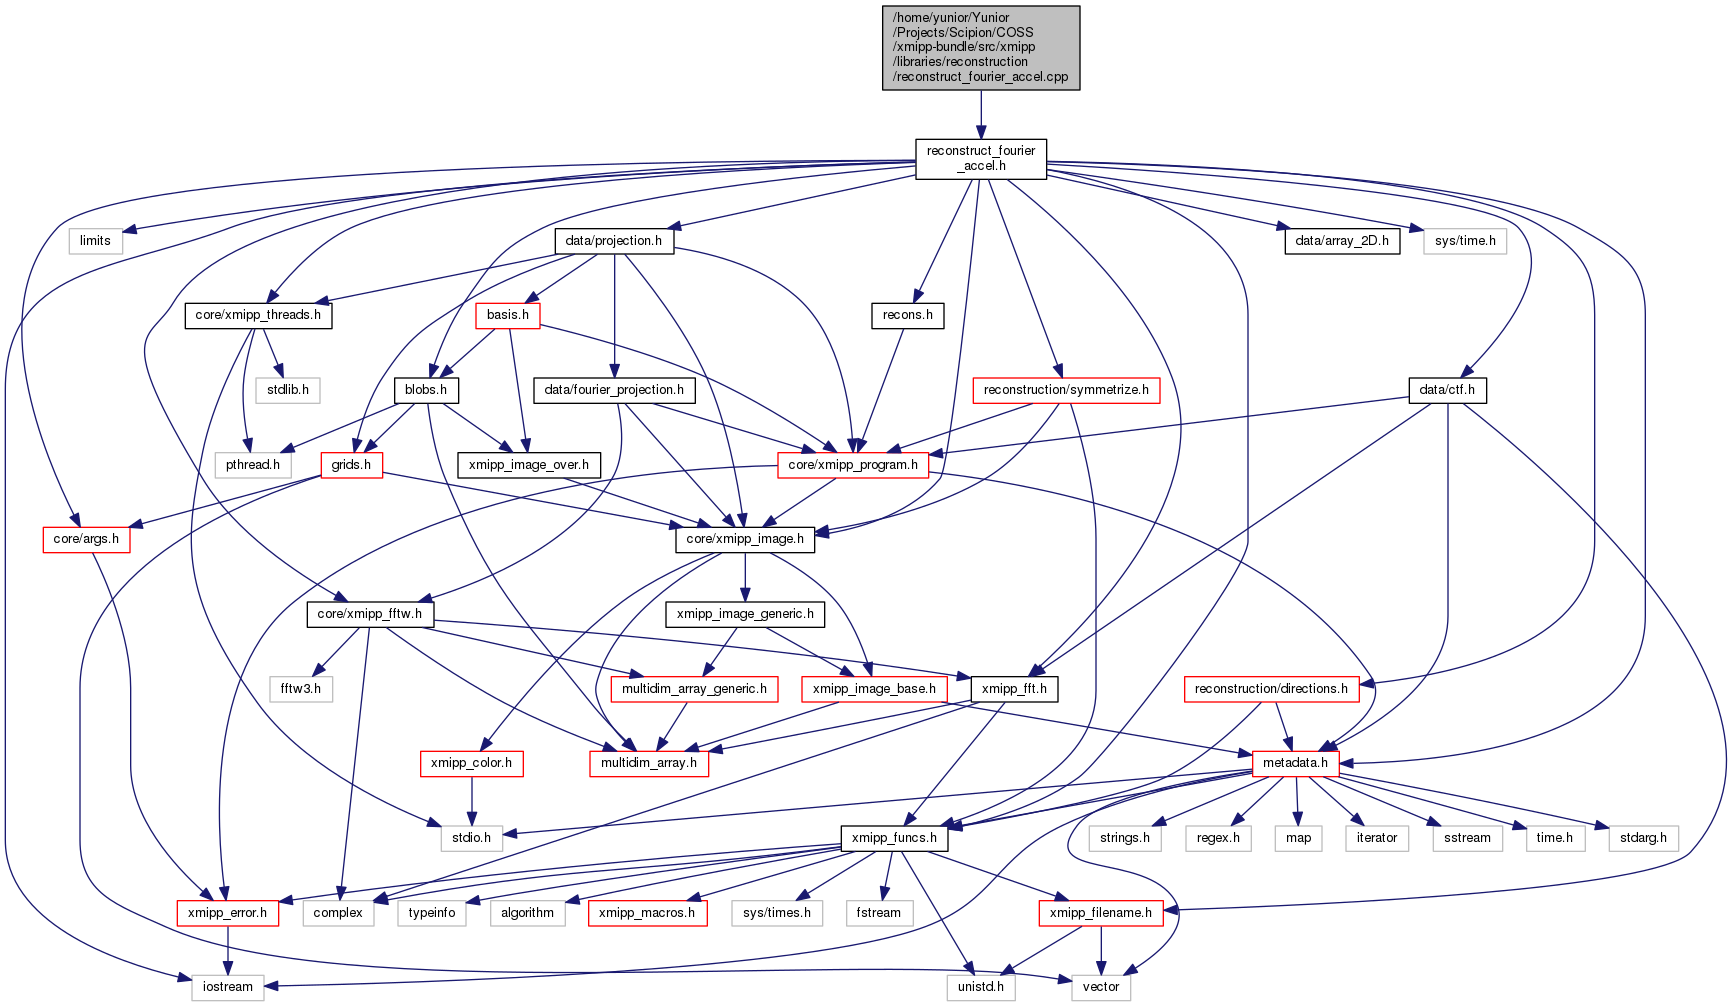 /home/yunior/Yunior
/Projects/Scipion/COSS
/xmipp-bundle/src/xmipp
/libraries/reconstruction
/reconstruct_fourier_accel.cpp
reconstruct_fourier
_accel.h
limits
data/projection.h
data/array_2D.h
sys/time.h
core/xmipp_threads.h
basis.h
recons.h
stdlib.h
blobs.h
data/fourier_projection.h
reconstruction/symmetrize.h
data/ctf.h
pthread.h
grids.h
xmipp_image_over.h
core/xmipp_program.h
core/args.h
core/xmipp_image.h
core/xmipp_fftw.h
xmipp_image_generic.h
fftw3.h
multidim_array_generic.h
xmipp_image_base.h
xmipp_fft.h
reconstruction/directions.h
xmipp_color.h
multidim_array.h
metadata.h
stdio.h
xmipp_funcs.h
strings.h
regex.h
map
iterator
sstream
time.h
stdarg.h
xmipp_error.h
complex
typeinfo
algorithm
xmipp_macros.h
sys/times.h
fstream
xmipp_filename.h
iostream
unistd.h
vector